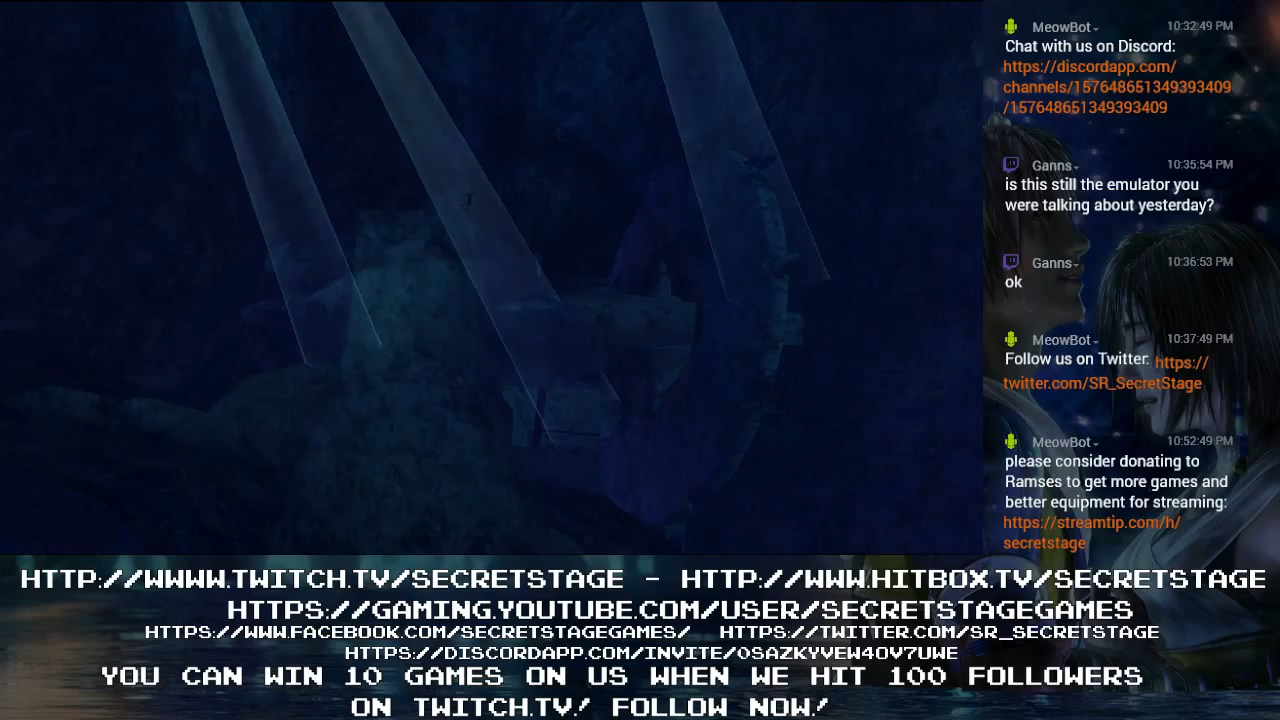 MeowBot 10:32:49 PM
Chat with us on Discord:
https://discordapp.com/
channels/157648651349393409
/157648651349393409
Ganns 10:35:54 PM
is this still the emulator you
were talking about yesterday?
Ganns 10:36:53 PM
ok
MeowBot 10:37:49 PM
Follow us on Twitter: https://
twitter.com/SR_SecretStage
MeowBot 10:52:49 PM
please consider donating to
Ramses to get more games and
better equipment for streaming:
https://streamtip.com/h/
secretstage
HTTP://WWWW.TWITCH.TV/SECRETSTAGE - HTTP://WWW.HITBOX.TV/SECRETSTAGE
HTTPS://GAMING.YOUTUBE.COM/USER/SECRETSTAGEGAMES
HTTPS://WWW.FACEBOOK.COM/SECRETSTAGEGAMES/ HTTPS://TWITTER.COM/SR_SECRETSTAGE
HTTPS://DISCORDAPP.COM/INVITE/0SAZKYVEW4OV7UWE
YOU CAN WIN 10 GAMES ON US WHEN WE HIT 100 FOLLOWERS
ON TWITCH.TV! FOLLOW NOW!